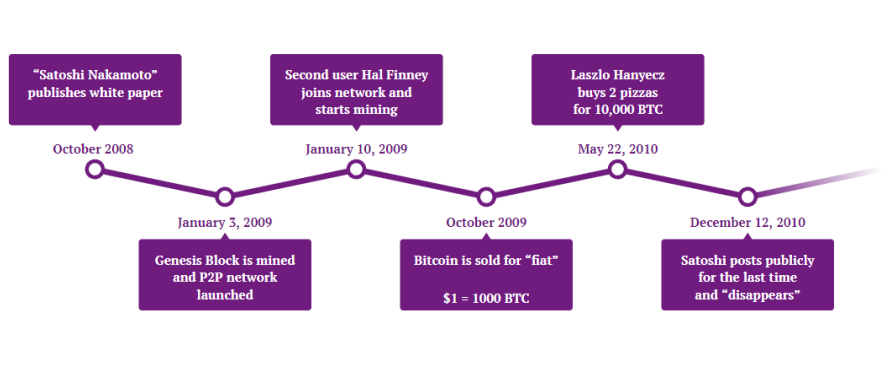 “Satoshi Nakamoto”
publishes white paper
October 2008
January 3, 2009
Genesis Block is mined
and P2P network
launched
Second user Hal Finney
joins network and
starts mining
January 10, 2009
October 2009
Bitcoin is sold for “fiat”
$1 = 1000 BTC
Laszlo Hanyecz
buys 2 pizzas
for 10,000 BTC
May 22, 2010
December 12, 2010
Satoshi posts publicly
for the last time
and “disappears”